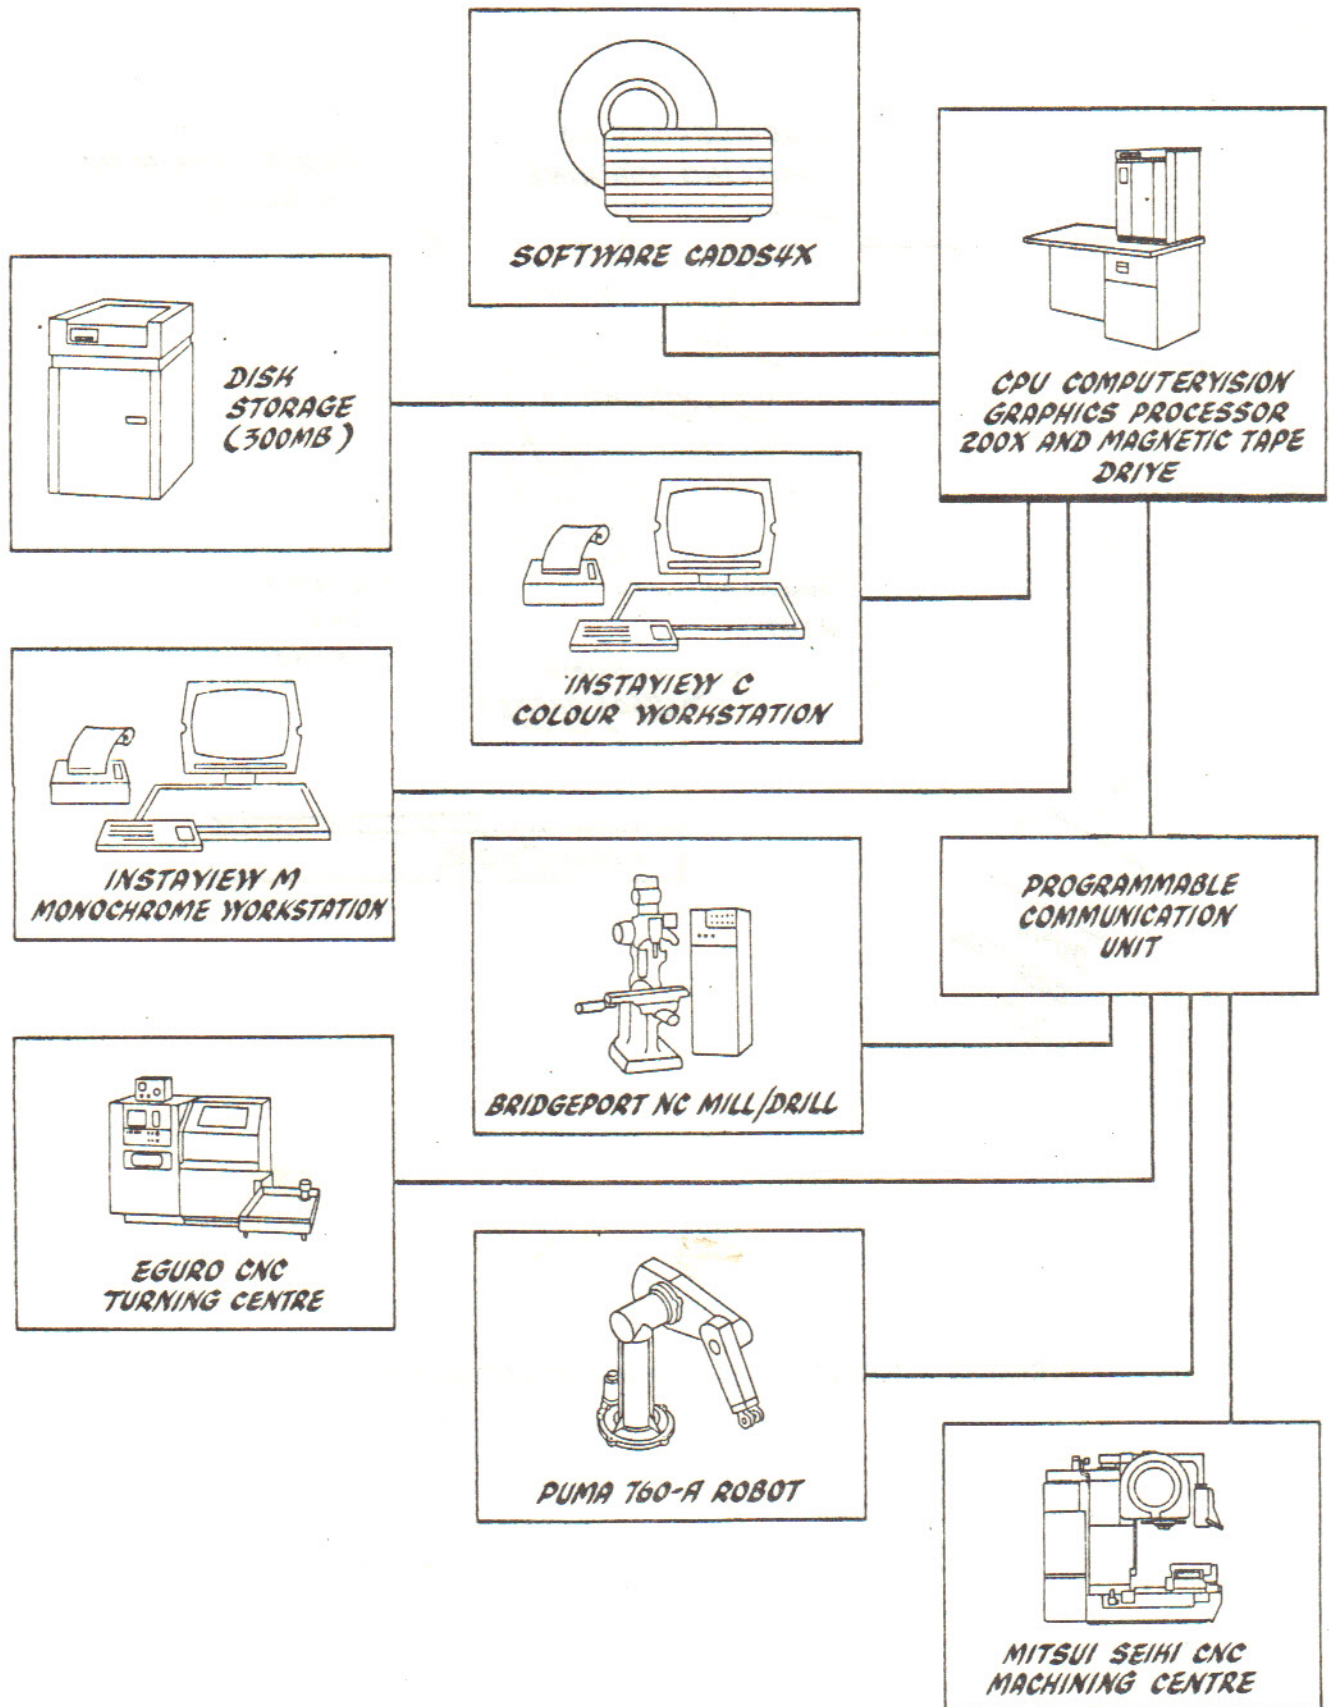 SOFTWARE CADDS4X
CPU COMPUTERVISION
GRAPHICS PROCESSOR
200X AND MAGNETIC TAPE
DRIVE
DISK
STORAGE
(300MB)
INSTAVIEW C
COLOUR WORKSTATION
INSTAVIEW M
MONOCHROME WORKSTATION
PROGRAMMABLE
COMMUNICATION
UNIT
BRIDGEPORT NC MILL/DRILL
EGURO CNC
TURNING CENTRE
PUMA 760-A ROBOT
MITSUI SEIKI CNC
MACHINING CENTRE